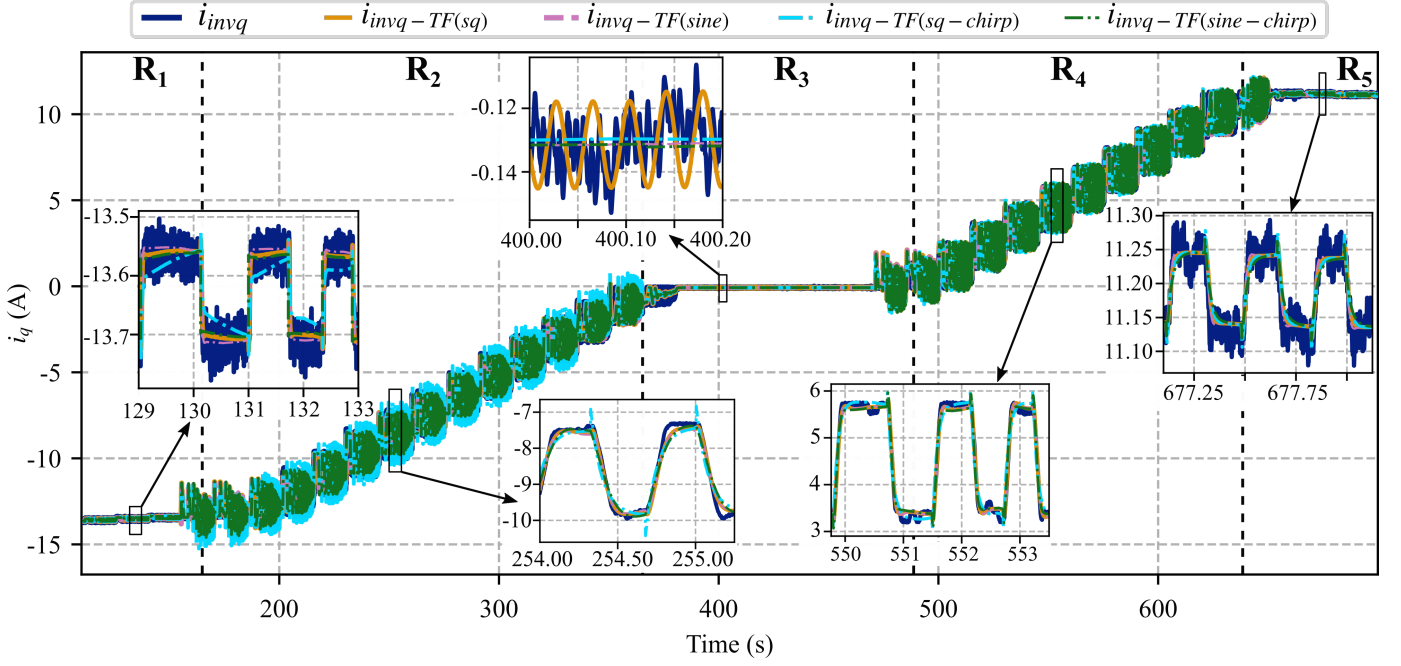 i_invq i_invq−TF(sq) i_invq−TF(sine) i_invq−TF(sq−chirp) i_invq−TF(sine−chirp)
R1 R2 R3 R4 R5
i_q (A)
10
5
0
-5
-10
-15
200 300 400 500 600
Time (s)
-13.5
-13.6
-13.7
129 130 131 132 133
-0.12
-0.14
400.00 400.10 400.20
-7
-8
-9
-10
254.00 254.50 255.00
6
5
4
3
550 551 552 553
11.30
11.25
11.20
11.15
11.10
677.25 677.75